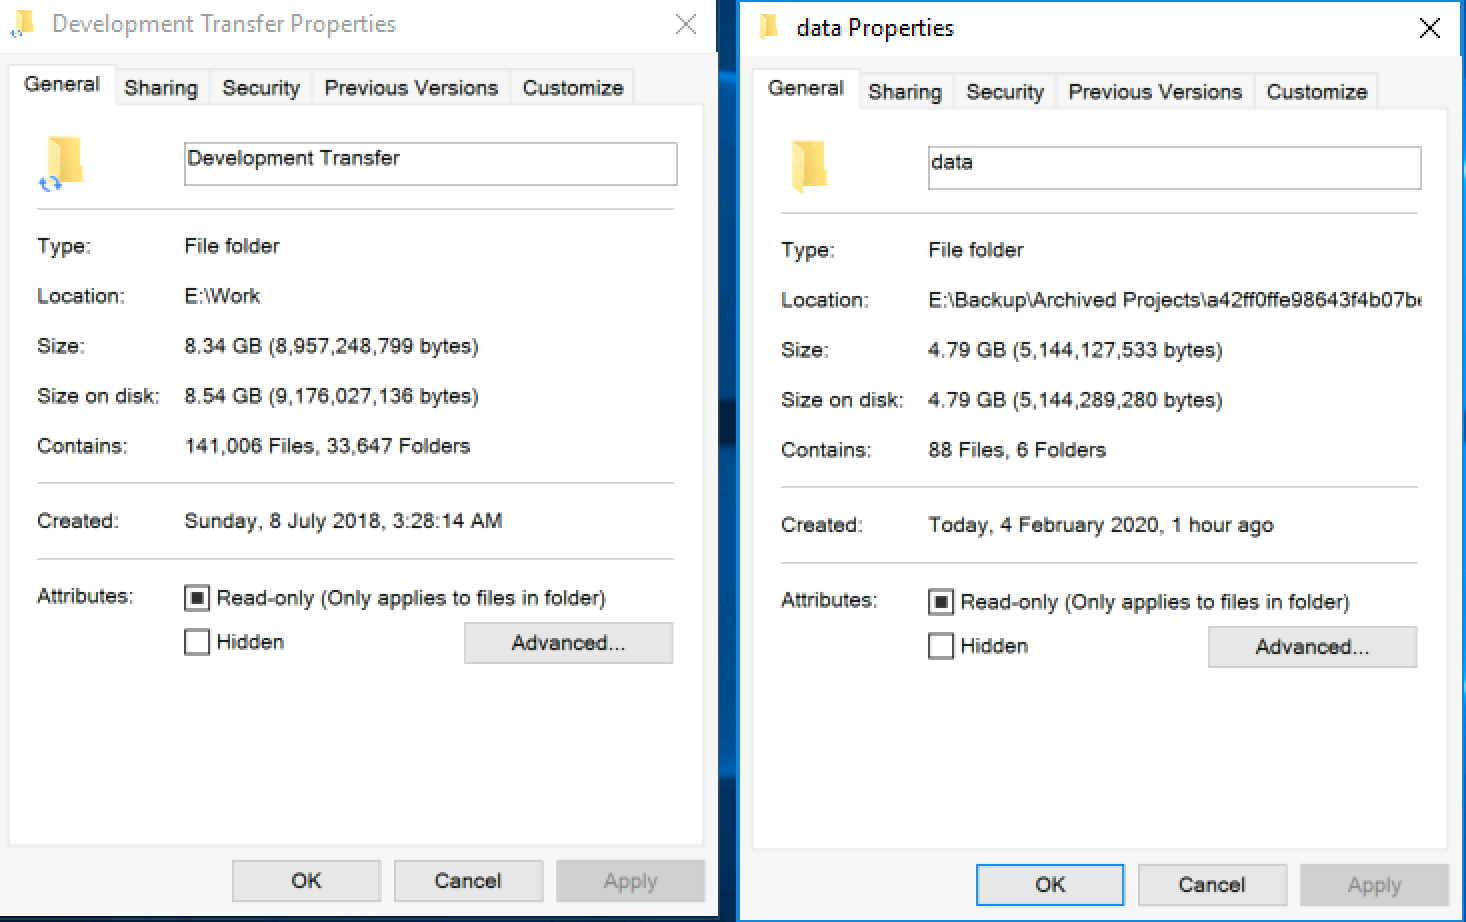 Development Transfer Properties
General Sharing Security Previous Versions Customize
Development Transfer
Type: File folder
Location: E:\Work
Size: 8.34 GB (8,957,248,799 bytes)
Size on disk: 8.54 GB (9,176,027,136 bytes)
Contains: 141,006 Files, 33,647 Folders
Created: Sunday, 8 July 2018, 3:28:14 AM
Attributes: Read-only (Only applies to files in folder)
Hidden Advanced...
OK Cancel Apply
data Properties
General Sharing Security Previous Versions Customize
data
Type: File folder
Location: E:\Backup\Archived Projects\a42ff0ffe98643f4b07be
Size: 4.79 GB (5,144,127,533 bytes)
Size on disk: 4.79 GB (5,144,289,280 bytes)
Contains: 88 Files, 6 Folders
Created: Today, 4 February 2020, 1 hour ago
Attributes: Read-only (Only applies to files in folder)
Hidden Advanced...
OK Cancel Apply